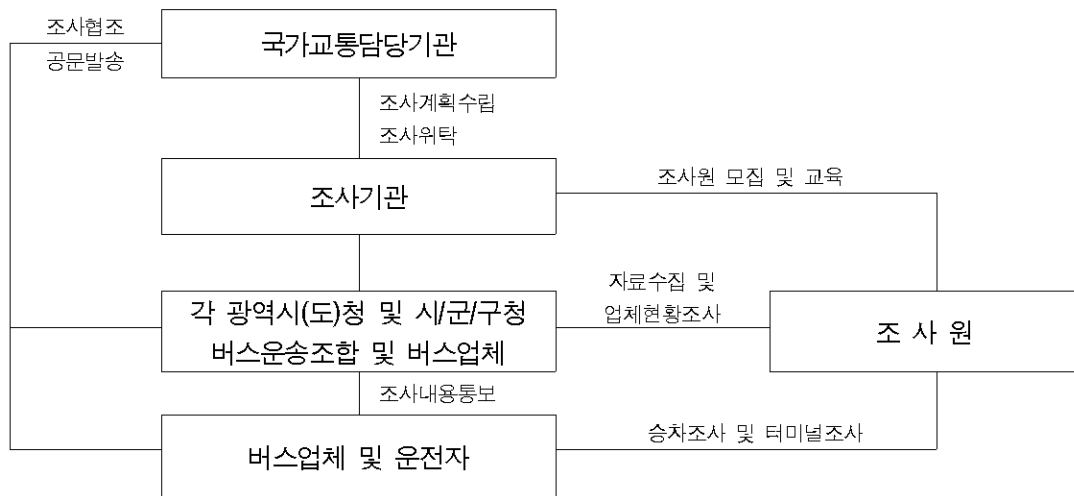 조사협조
공문발송
국가교통담당기관
조사계획수립
조사위탁
조사기관
조사원 모집 및 교육
각 광역시(도)청 및 시/군/구청
버스운송조합 및 버스업체
자료수집 및
업체현황조사
조 사 원
조사내용통보
버스업체 및 운전자
승차조사 및 터미널조사